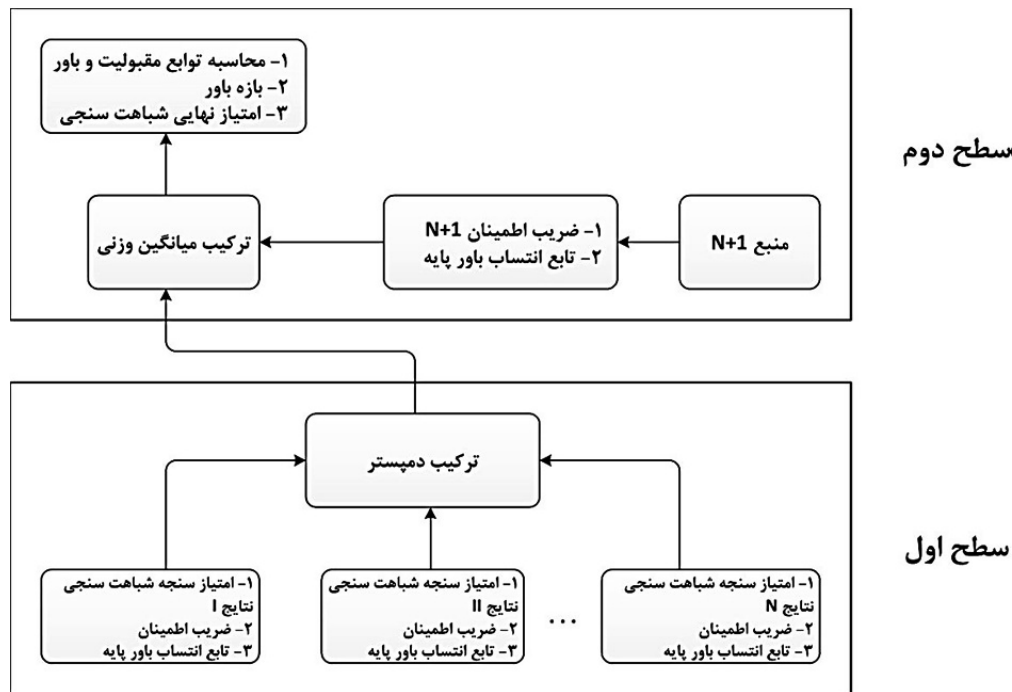 ۱- محاسبه توابع مقبولیت و باور
۲- بازه باور
۳- امتیاز نهایی شباهت سنجی
سطح دوم
منبع N+1
۱- ضریب اطمینان N+1
۲- تابع انتساب باور پایه
ترکیب میانگین وزنی
ترکیب دمپستر
سطح اول
۱- امتیاز سنجه شباهت سنجی
نتایج N
۲- ضریب اطمینان
۳- تابع انتساب باور پایه
...
۱- امتیاز سنجه شباهت سنجی
نتایج II
۲- ضریب اطمینان
۳- تابع انتساب باور پایه
۱- امتیاز سنجه شباهت سنجی
نتایج I
۲- ضریب اطمینان
۳- تابع انتساب باور پایه